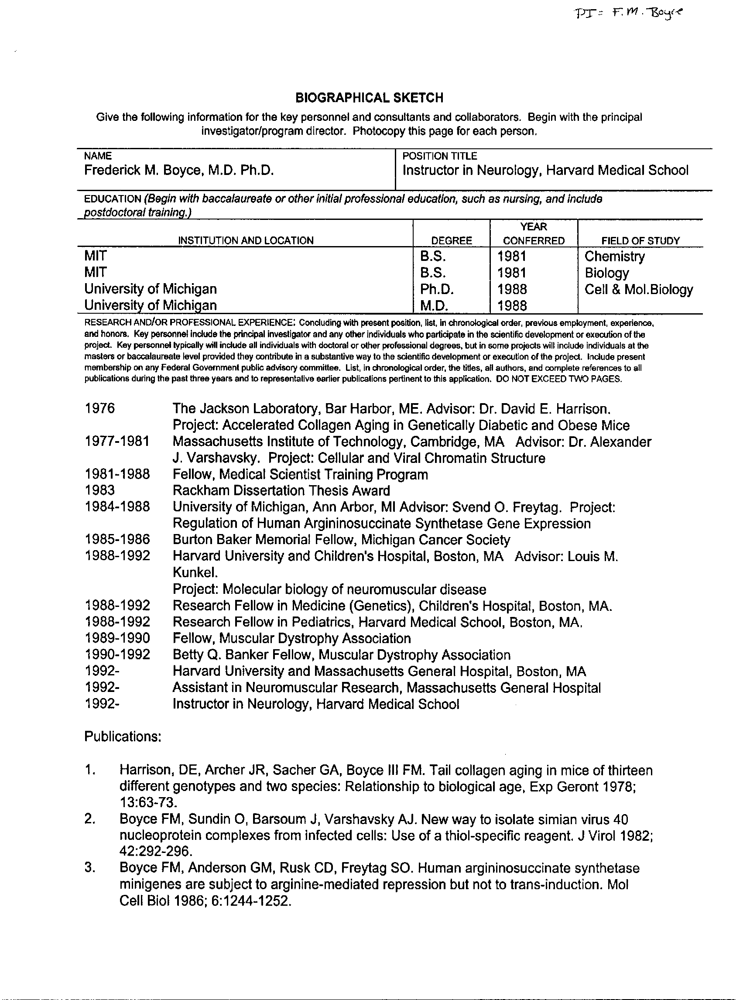 PI = F.M. Boyce
BIOGRAPHICAL SKETCH
Give the following information for the key personnel and consultants and collaborators. Begin with the principal
investigator/program director. Photocopy this page for each person.
NAME
Frederick M. Boyce, M.D. Ph.D.
POSITION TITLE
Instructor in Neurology, Harvard Medical School
EDUCATION (Begin with baccalaureate or other initial professional education, such as nursing, and include
postdoctoral training.)
INSTITUTION AND LOCATION DEGREE YEAR CONFERRED FIELD OF STUDY
MIT B.S. 1981 Chemistry
MIT B.S. 1981 Biology
University of Michigan Ph.D. 1988 Cell & Mol.Biology
University of Michigan M.D. 1988
RESEARCH AND/OR PROFESSIONAL EXPERIENCE: Concluding with present position, list, in chronological order, previous employment, experience,
and honors. Key personnel include the principal investigator and any other individuals who participate in the scientific development or execution of the
project. Key personnel typically will include all individuals with doctoral or other professional degrees, but in some projects will include individuals at the
masters or baccalaureate level provided they contribute in a substantive way to the scientific development or execution of the project. Include present
membership on any Federal Government public advisory committee. List, in chronological order, the titles, all authors, and complete references to all
publications during the past three years and to representative earlier publications pertinent to this application. DO NOT EXCEED TWO PAGES.
1976 The Jackson Laboratory, Bar Harbor, ME. Advisor: Dr. David E. Harrison.
Project: Accelerated Collagen Aging in Genetically Diabetic and Obese Mice
1977-1981 Massachusetts Institute of Technology, Cambridge, MA Advisor: Dr. Alexander
J. Varshavsky. Project: Cellular and Viral Chromatin Structure
1981-1988 Fellow, Medical Scientist Training Program
1983 Rackham Dissertation Thesis Award
1984-1988 University of Michigan, Ann Arbor, MI Advisor: Svend O. Freytag. Project:
Regulation of Human Argininosuccinate Synthetase Gene Expression
1985-1986 Burton Baker Memorial Fellow, Michigan Cancer Society
1988-1992 Harvard University and Children's Hospital, Boston, MA Advisor: Louis M.
Kunkel.
Project: Molecular biology of neuromuscular disease
1988-1992 Research Fellow in Medicine (Genetics), Children's Hospital, Boston, MA.
1988-1992 Research Fellow in Pediatrics, Harvard Medical School, Boston, MA.
1989-1990 Fellow, Muscular Dystrophy Association
1990-1992 Betty Q. Banker Fellow, Muscular Dystrophy Association
1992- Harvard University and Massachusetts General Hospital, Boston, MA
1992- Assistant in Neuromuscular Research, Massachusetts General Hospital
1992- Instructor in Neurology, Harvard Medical School
Publications:
1. Harrison, DE, Archer JR, Sacher GA, Boyce III FM. Tail collagen aging in mice of thirteen
different genotypes and two species: Relationship to biological age, Exp Geront 1978;
13:63-73.
2. Boyce FM, Sundin O, Barsoum J, Varshavsky AJ. New way to isolate simian virus 40
nucleoprotein complexes from infected cells: Use of a thiol-specific reagent. J Virol 1982;
42:292-296.
3. Boyce FM, Anderson GM, Rusk CD, Freytag SO. Human argininosuccinate synthetase
minigenes are subject to arginine-mediated repression but not to trans-induction. Mol
Cell Biol 1986; 6:1244-1252.